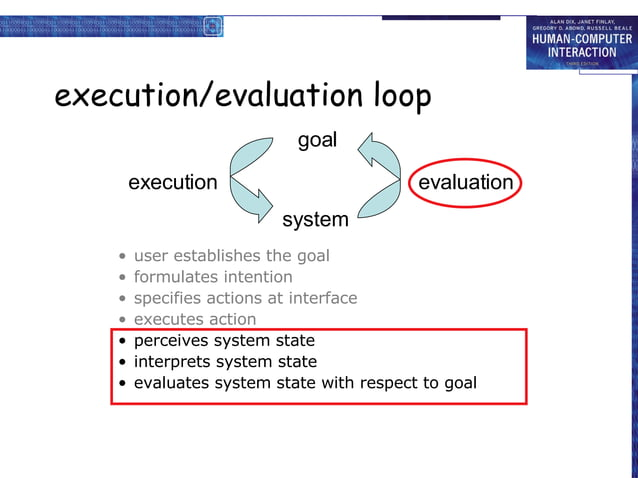 ALAN DIX, JANET FINLAY,
GREGORY D. ABOWD, RUSSELL BEALE
HUMAN-COMPUTER
INTERACTION
THIRD EDITION
execution/evaluation loop
goal
execution
evaluation
system
• user establishes the goal
• formulates intention
• specifies actions at interface
• executes action
• perceives system state
• interprets system state
• evaluates system state with respect to goal